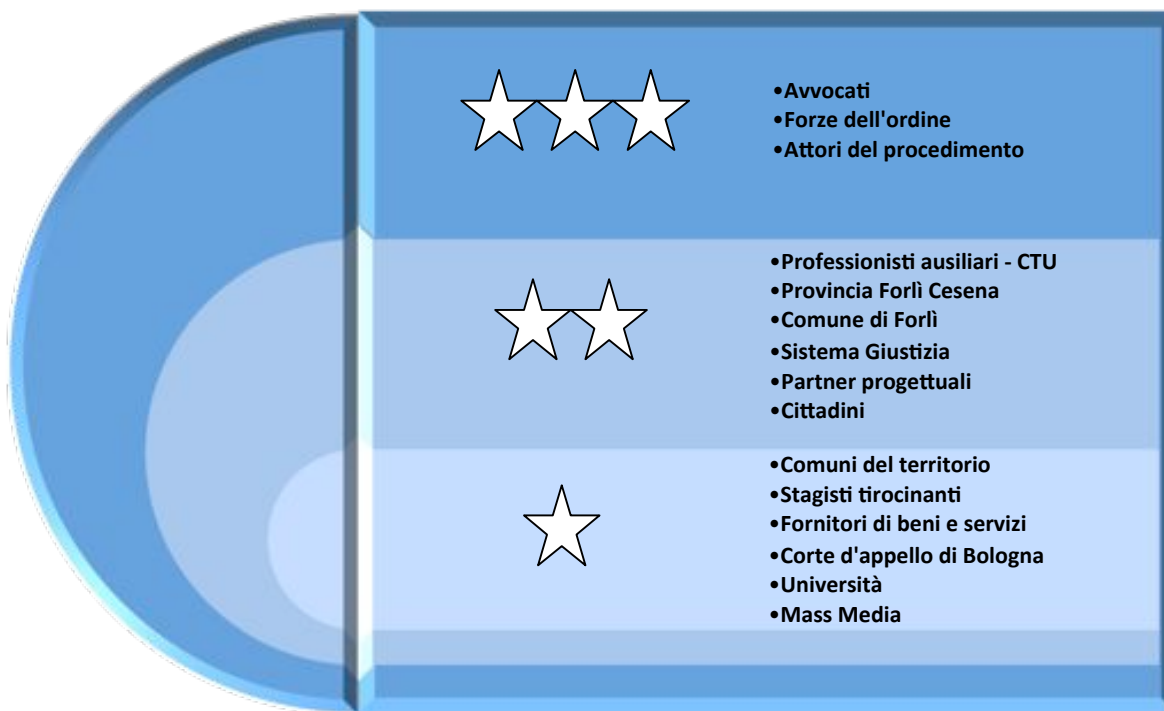 •Avvocati
•Forze dell'ordine
•Attori del procedimento
•Professionisti ausiliari - CTU
•Provincia Forlì Cesena
•Comune di Forlì
•Sistema Giustizia
•Partner progettuali
•Cittadini
•Comuni del territorio
•Stagisti tirocinanti
•Fornitori di beni e servizi
•Corte d'appello di Bologna
•Università
•Mass Media